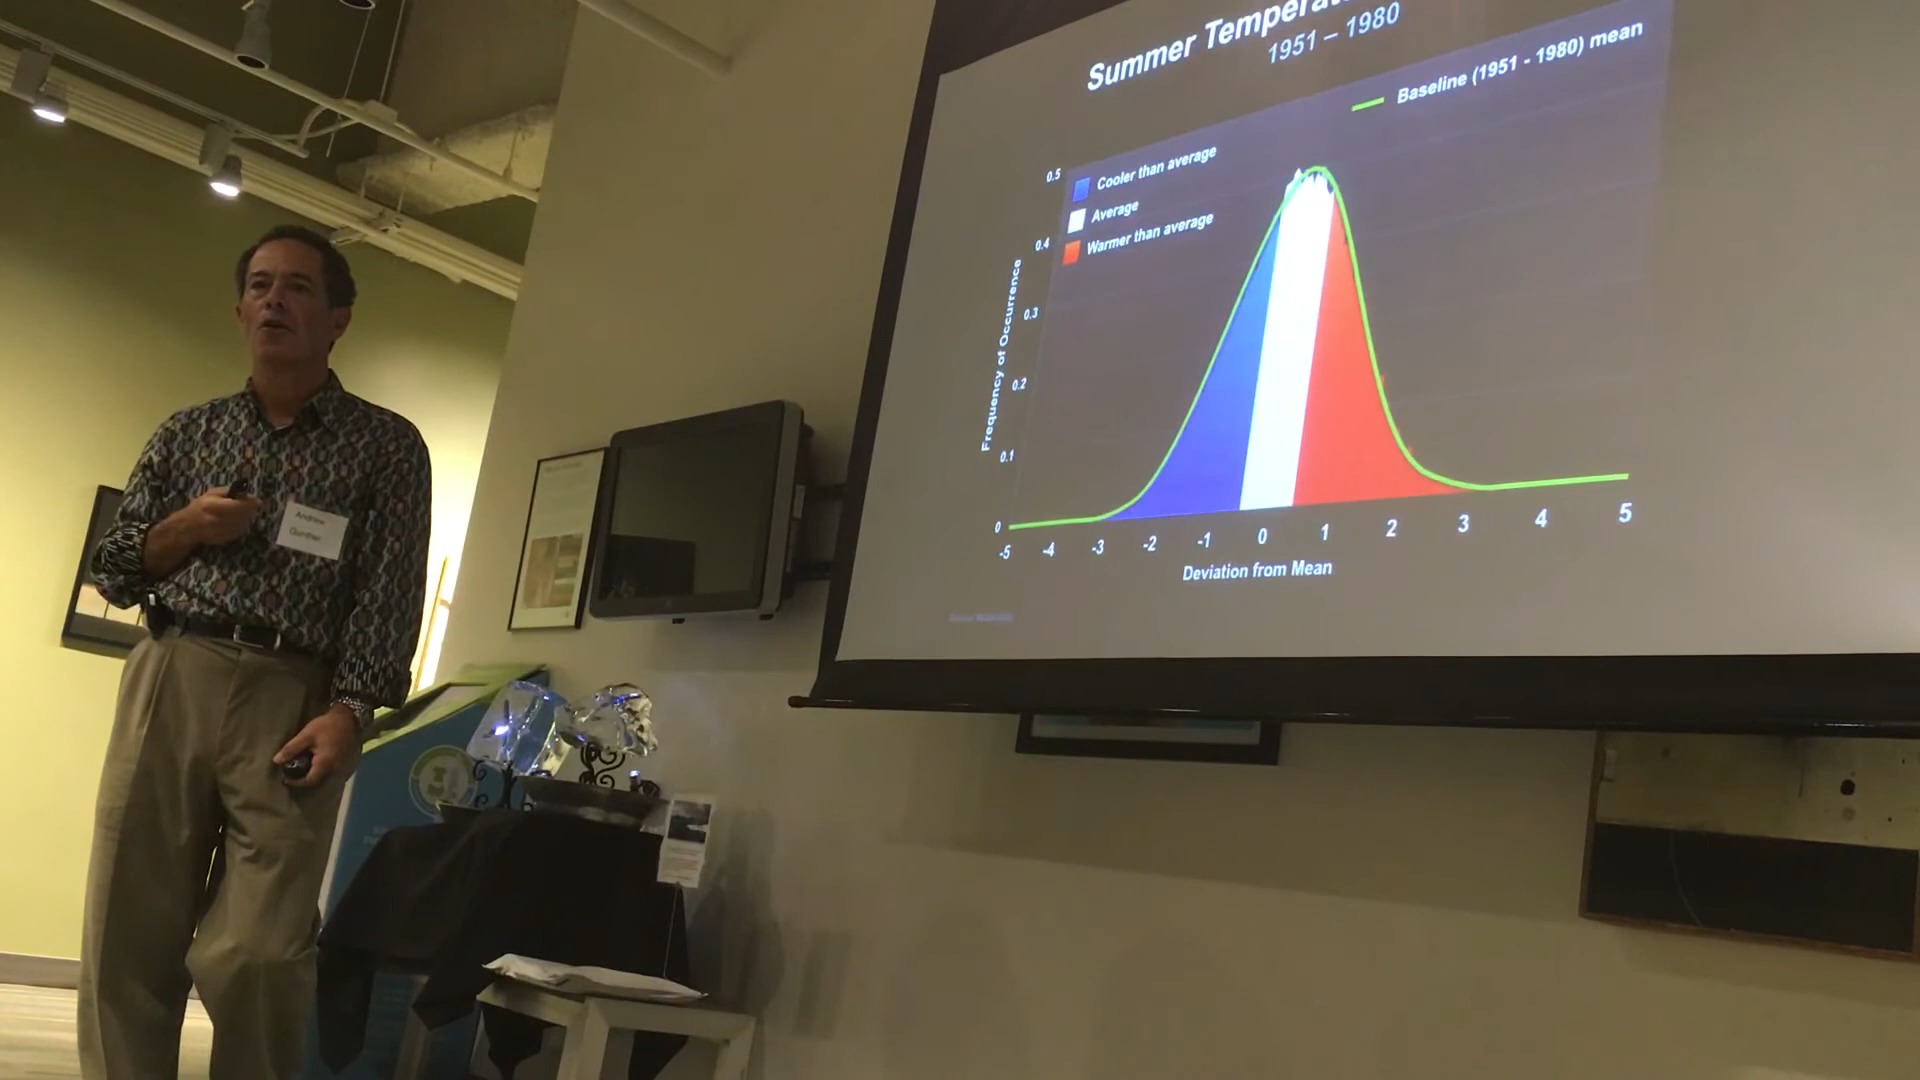 Summer Temperat
1951 – 1980
Baseline (1951 - 1980) mean
Cooler than average
Average
Warmer than average
Frequency of Occurrence
0.5
0.4
0.3
0.2
0.1
0
-5 -4 -3 -2 -1 0 1 2 3 4 5
Deviation from Mean
Andrew
Gunther